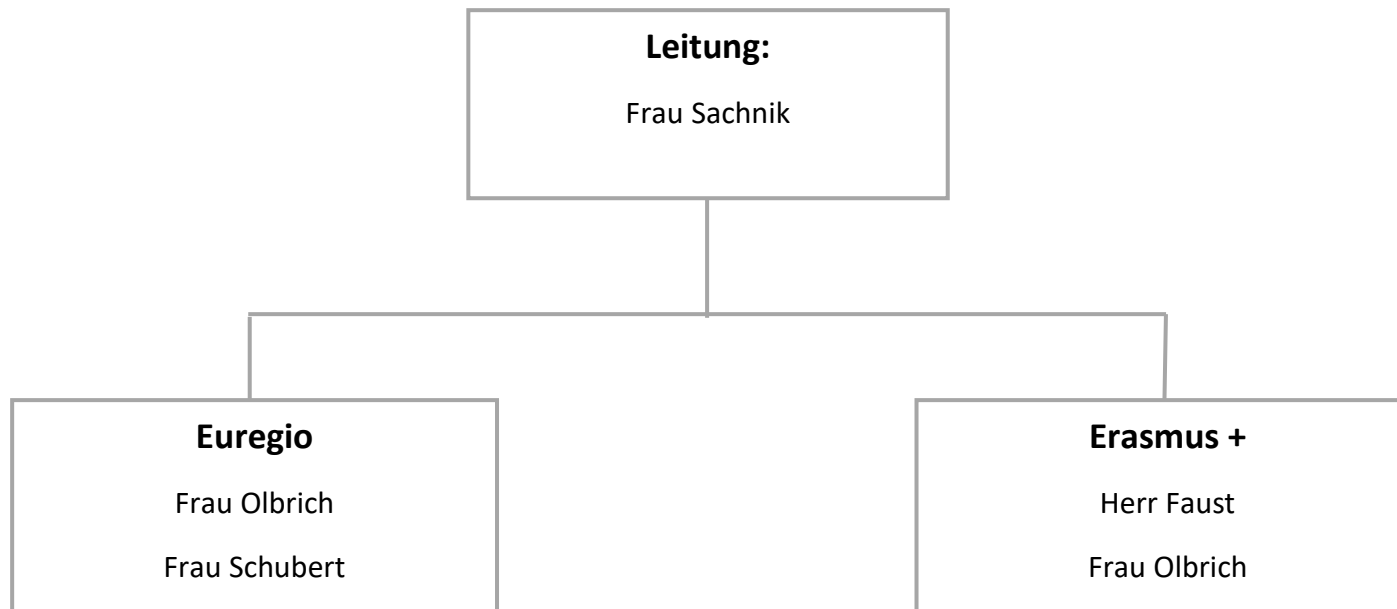 Leitung:
Frau Sachnik
Euregio
Frau Olbrich
Frau Schubert
Erasmus +
Herr Faust
Frau Olbrich